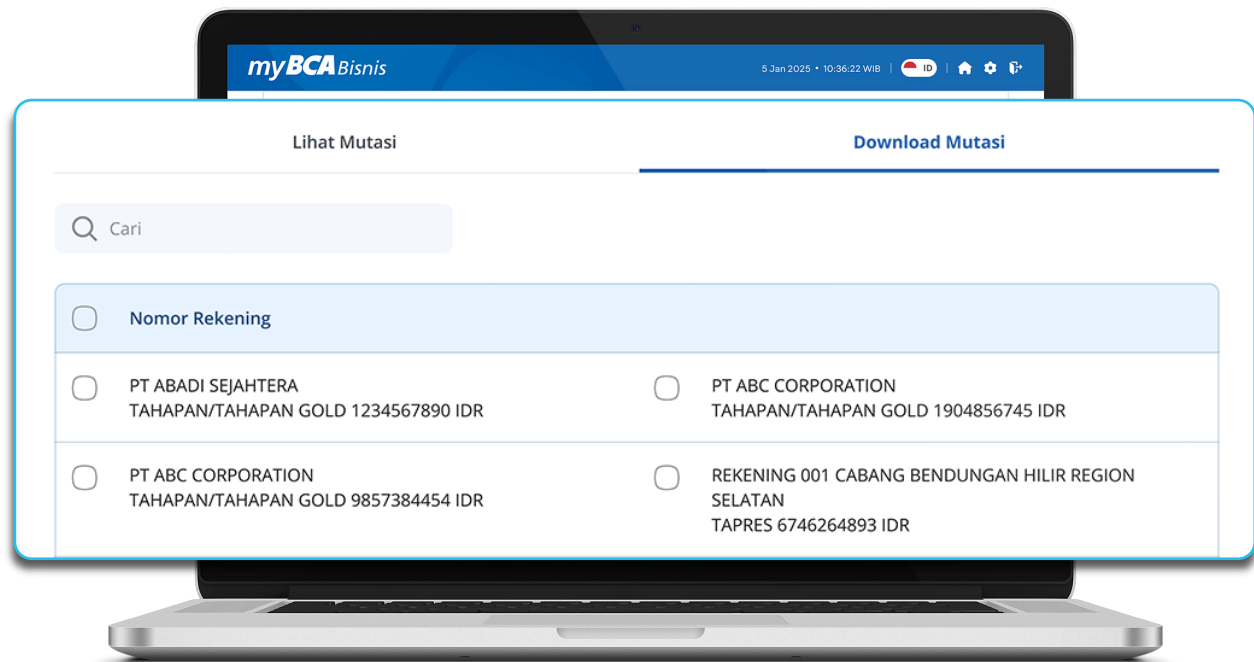 myBCA Bisnis
5 Jan 2025 • 10:36:22 WIB | ID
Lihat Mutasi
Download Mutasi
Cari
Nomor Rekening
PT ABADI SEJAHTERA
TAHAPAN/TAHAPAN GOLD 1234567890 IDR
PT ABC CORPORATION
TAHAPAN/TAHAPAN GOLD 1904856745 IDR
PT ABC CORPORATION
TAHAPAN/TAHAPAN GOLD 9857384454 IDR
REKENING 001 CABANG BENDUNGAN HILIR REGION
SELATAN
TAPRES 6746264893 IDR